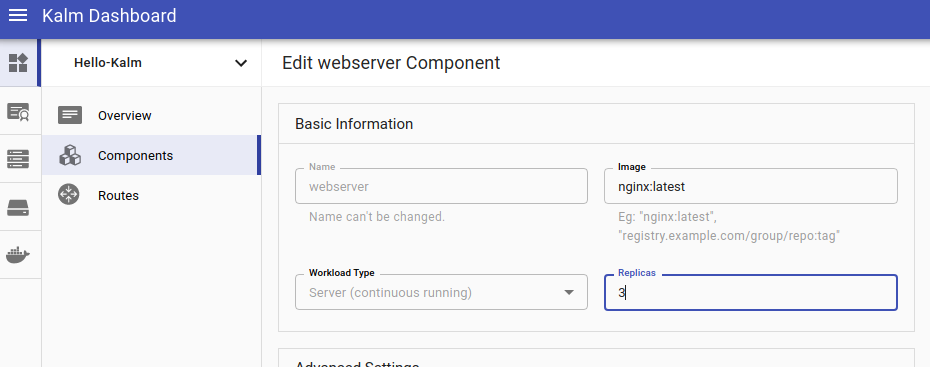 Kalm Dashboard
Hello-Kalm
Edit webserver Component
Overview
Components
Routes
Basic Information
Name
webserver
Name can't be changed.
Image
nginx:latest
Eg: "nginx:latest",
"registry.example.com/group/repo:tag"
Workload Type
Server (continuous running)
Replicas
3
Advanced Settings